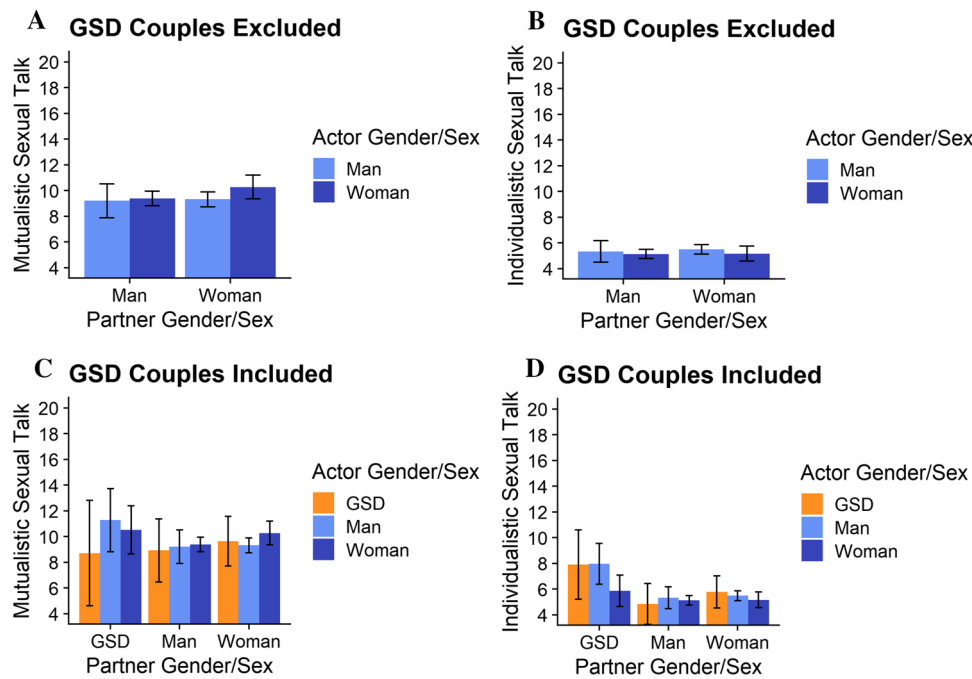 A
GSD Couples Excluded
Mutualistic Sexual Talk
20
18
16
14
12
10
8
6
4
Man
Woman
Partner Gender/Sex
Actor Gender/Sex
Man
Woman
B
GSD Couples Excluded
Individualistic Sexual Talk
20
18
16
14
12
10
8
6
4
Man
Woman
Partner Gender/Sex
Actor Gender/Sex
Man
Woman
C
GSD Couples Included
Mutualistic Sexual Talk
20
18
16
14
12
10
8
6
4
GSD
Man
Woman
Partner Gender/Sex
Actor Gender/Sex
GSD
Man
Woman
D
GSD Couples Included
Individualistic Sexual Talk
20
18
16
14
12
10
8
6
4
GSD
Man
Woman
Partner Gender/Sex
Actor Gender/Sex
GSD
Man
Woman